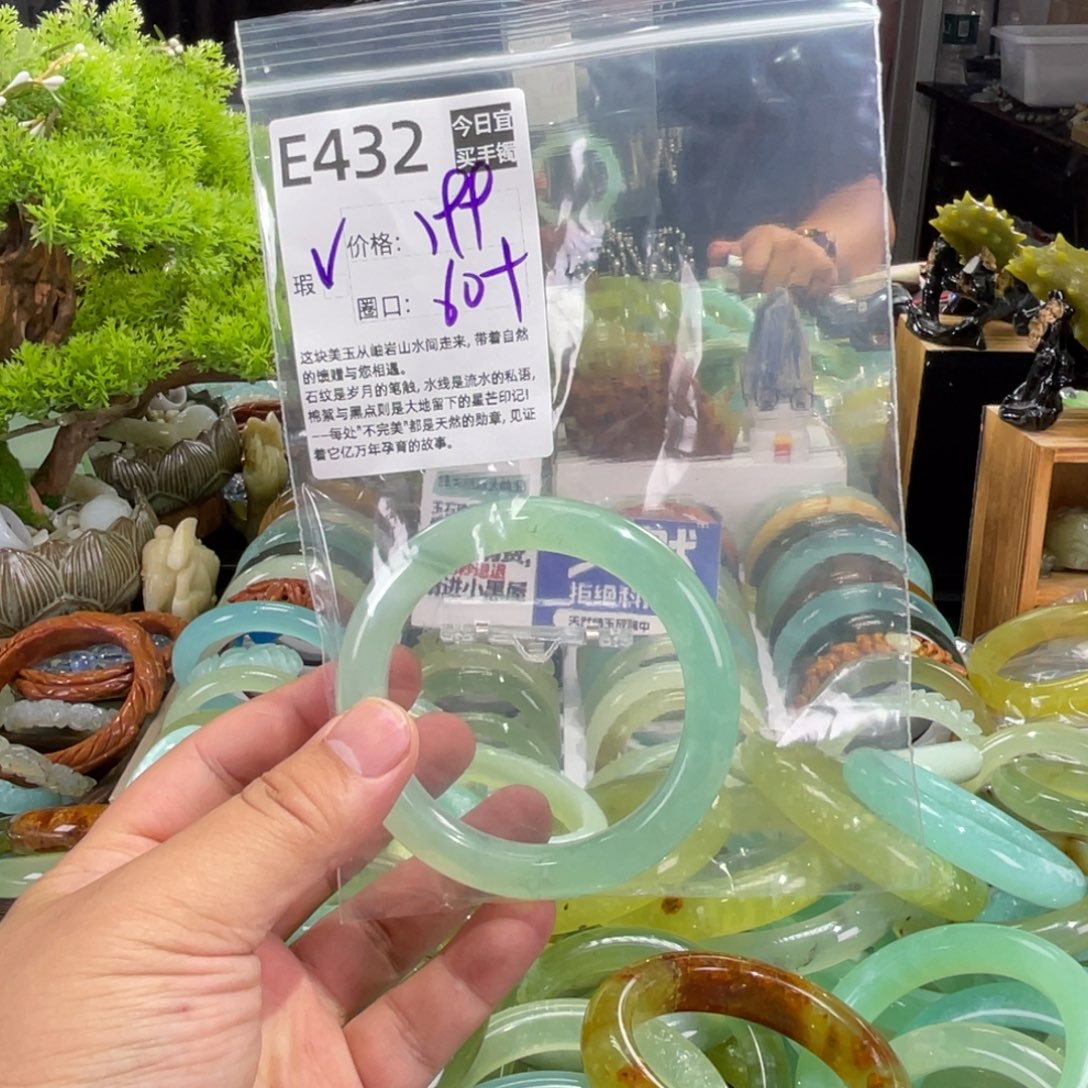 E432
今日宜
买手镯
价格: 199
瑕 ✓
圈口: 60+
这块美玉从岫岩山水间走来, 带着自然
的馈赠与您相遇。
石纹是岁月的笔触, 水线是流水的私语,
棉絮与黑点则是大地留下的星芒印记!
——每处"不完美"都是天然的勋章, 见证
着它亿万年孕育的故事。
进小黑屋
拒绝科